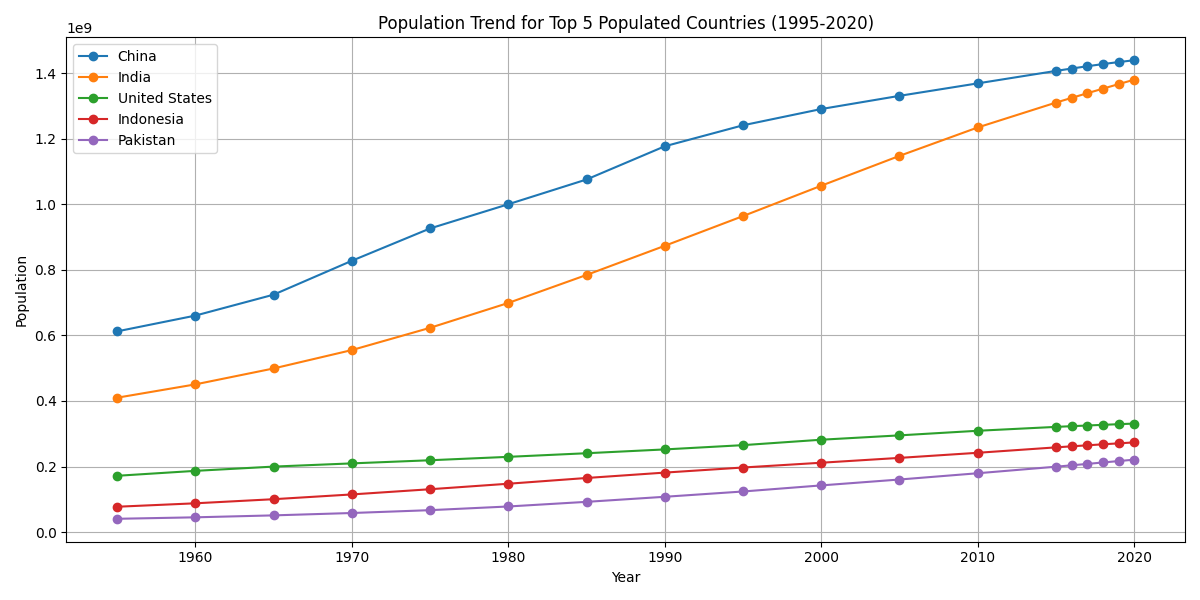 Population Trend for Top 5 Populated Countries (1995-2020)
1e9
China
India
United States
Indonesia
Pakistan
1.4
1.2
1.0
0.8
0.6
0.4
0.2
0.0
Population
1960 1970 1980 1990 2000 2010 2020
Year